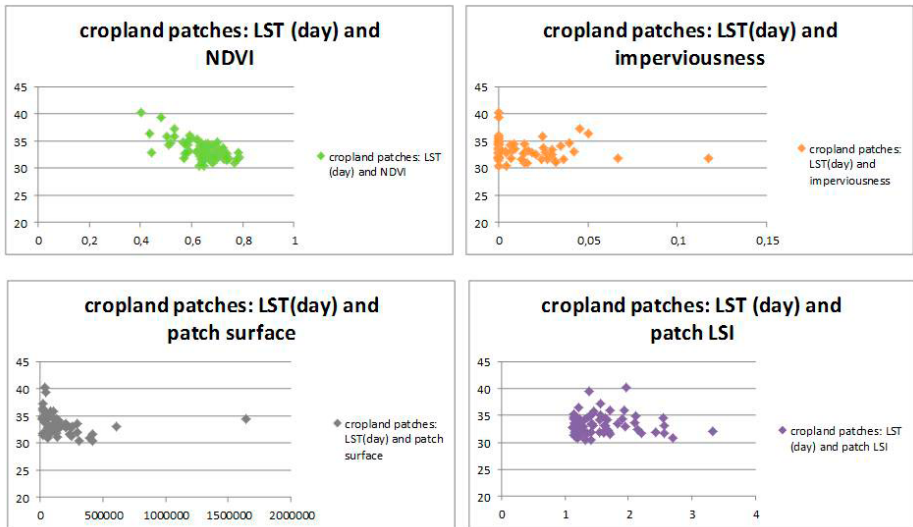 cropland patches: LST (day) and
NDVI
45
40
35
30
25
20
0
0,2
0,4
0,6
0,8
1
cropland patches: LST
(day) and NDVI
cropland patches: LST(day) and
imperviousness
45
40
35
30
25
20
0
0,05
0,1
0,15
cropland patches:
LST(day) and
imperviousness
cropland patches: LST(day) and
patch surface
45
40
35
30
25
20
0
500000
1000000
1500000
2000000
cropland patches:
LST(day) and patch
surface
cropland patches: LST (day) and
patch LSI
45
40
35
30
25
20
0
1
2
3
4
cropland patches: LST
(day) and patch LSI